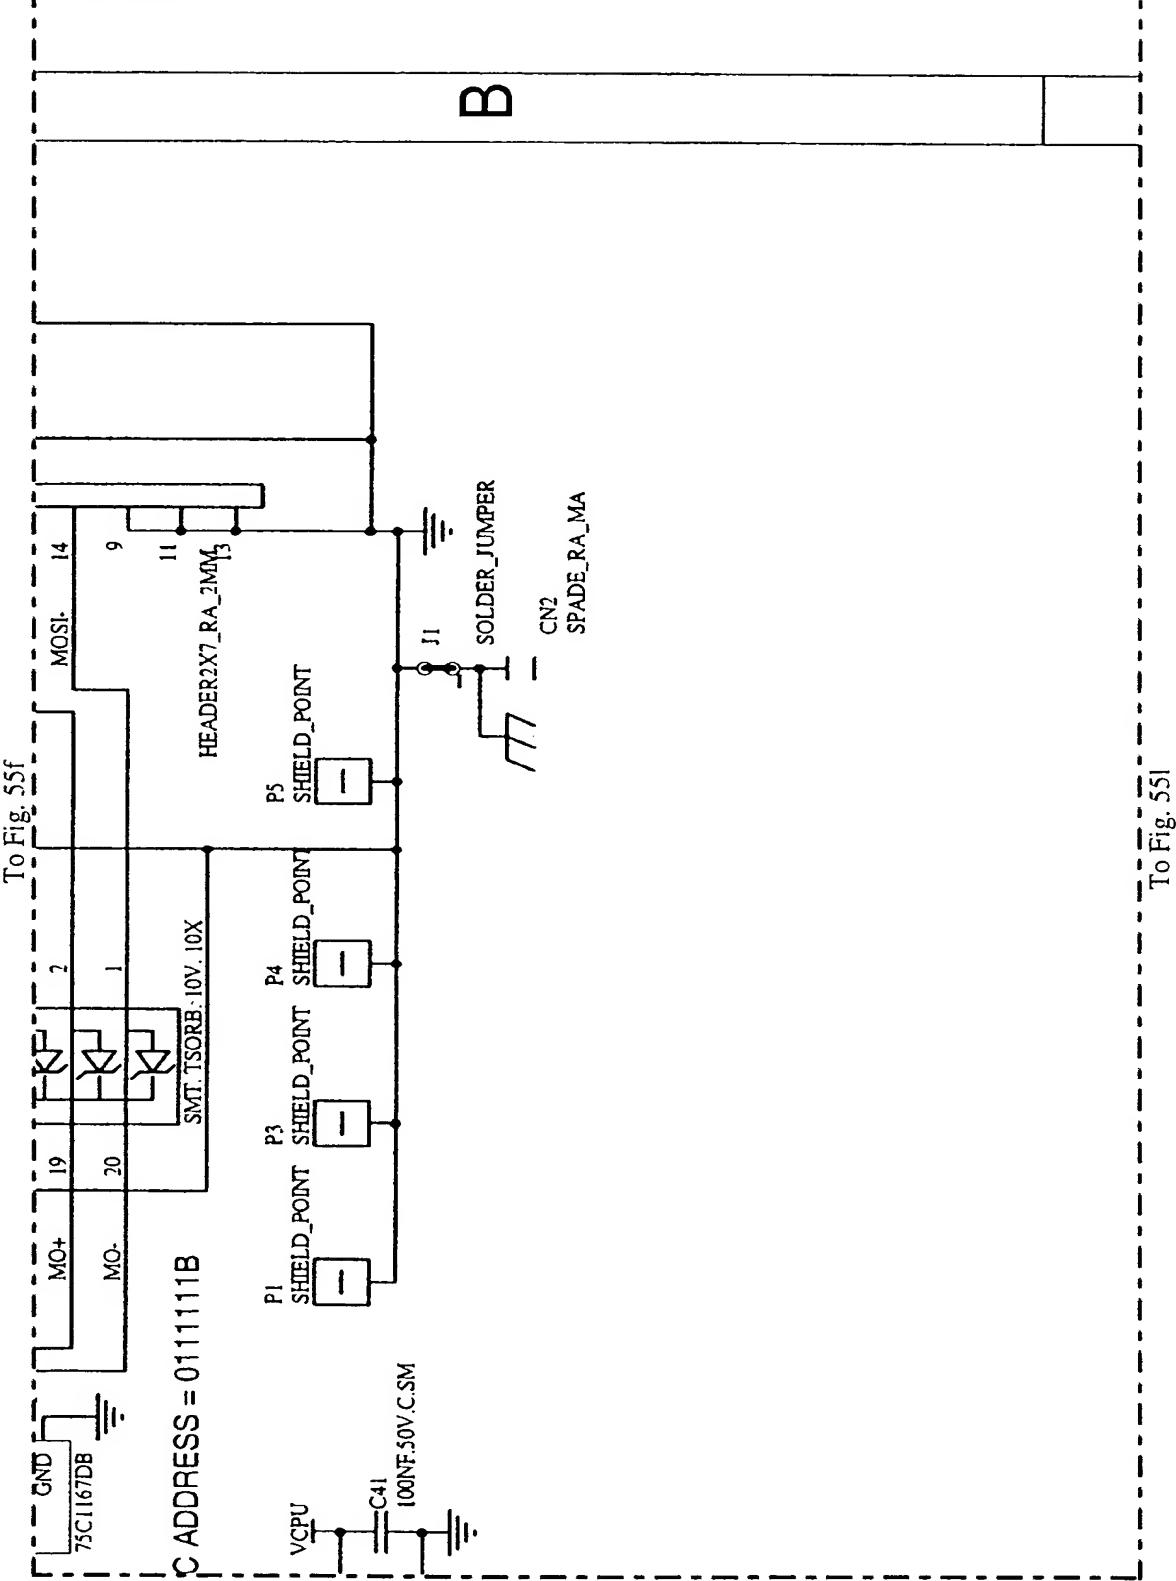 To Fig. 55f
B
14
MOSI-
9
11
13
HEADER2X7_RA_2MM
2
1
SMT. TSORB. 10V. 10X
19
20
MO+
MO-
GND
75C1167DB
C ADDRESS = 0111111B
P5
SHIELD_POINT
P4
SHIELD_POINT
P3
SHIELD_POINT
P1
SHIELD_POINT
J1
SOLDER_JUMPER
CN2
SPADE_RA_MA
VCPU
C41
100NF.50V.C.SM
To Fig. 55l